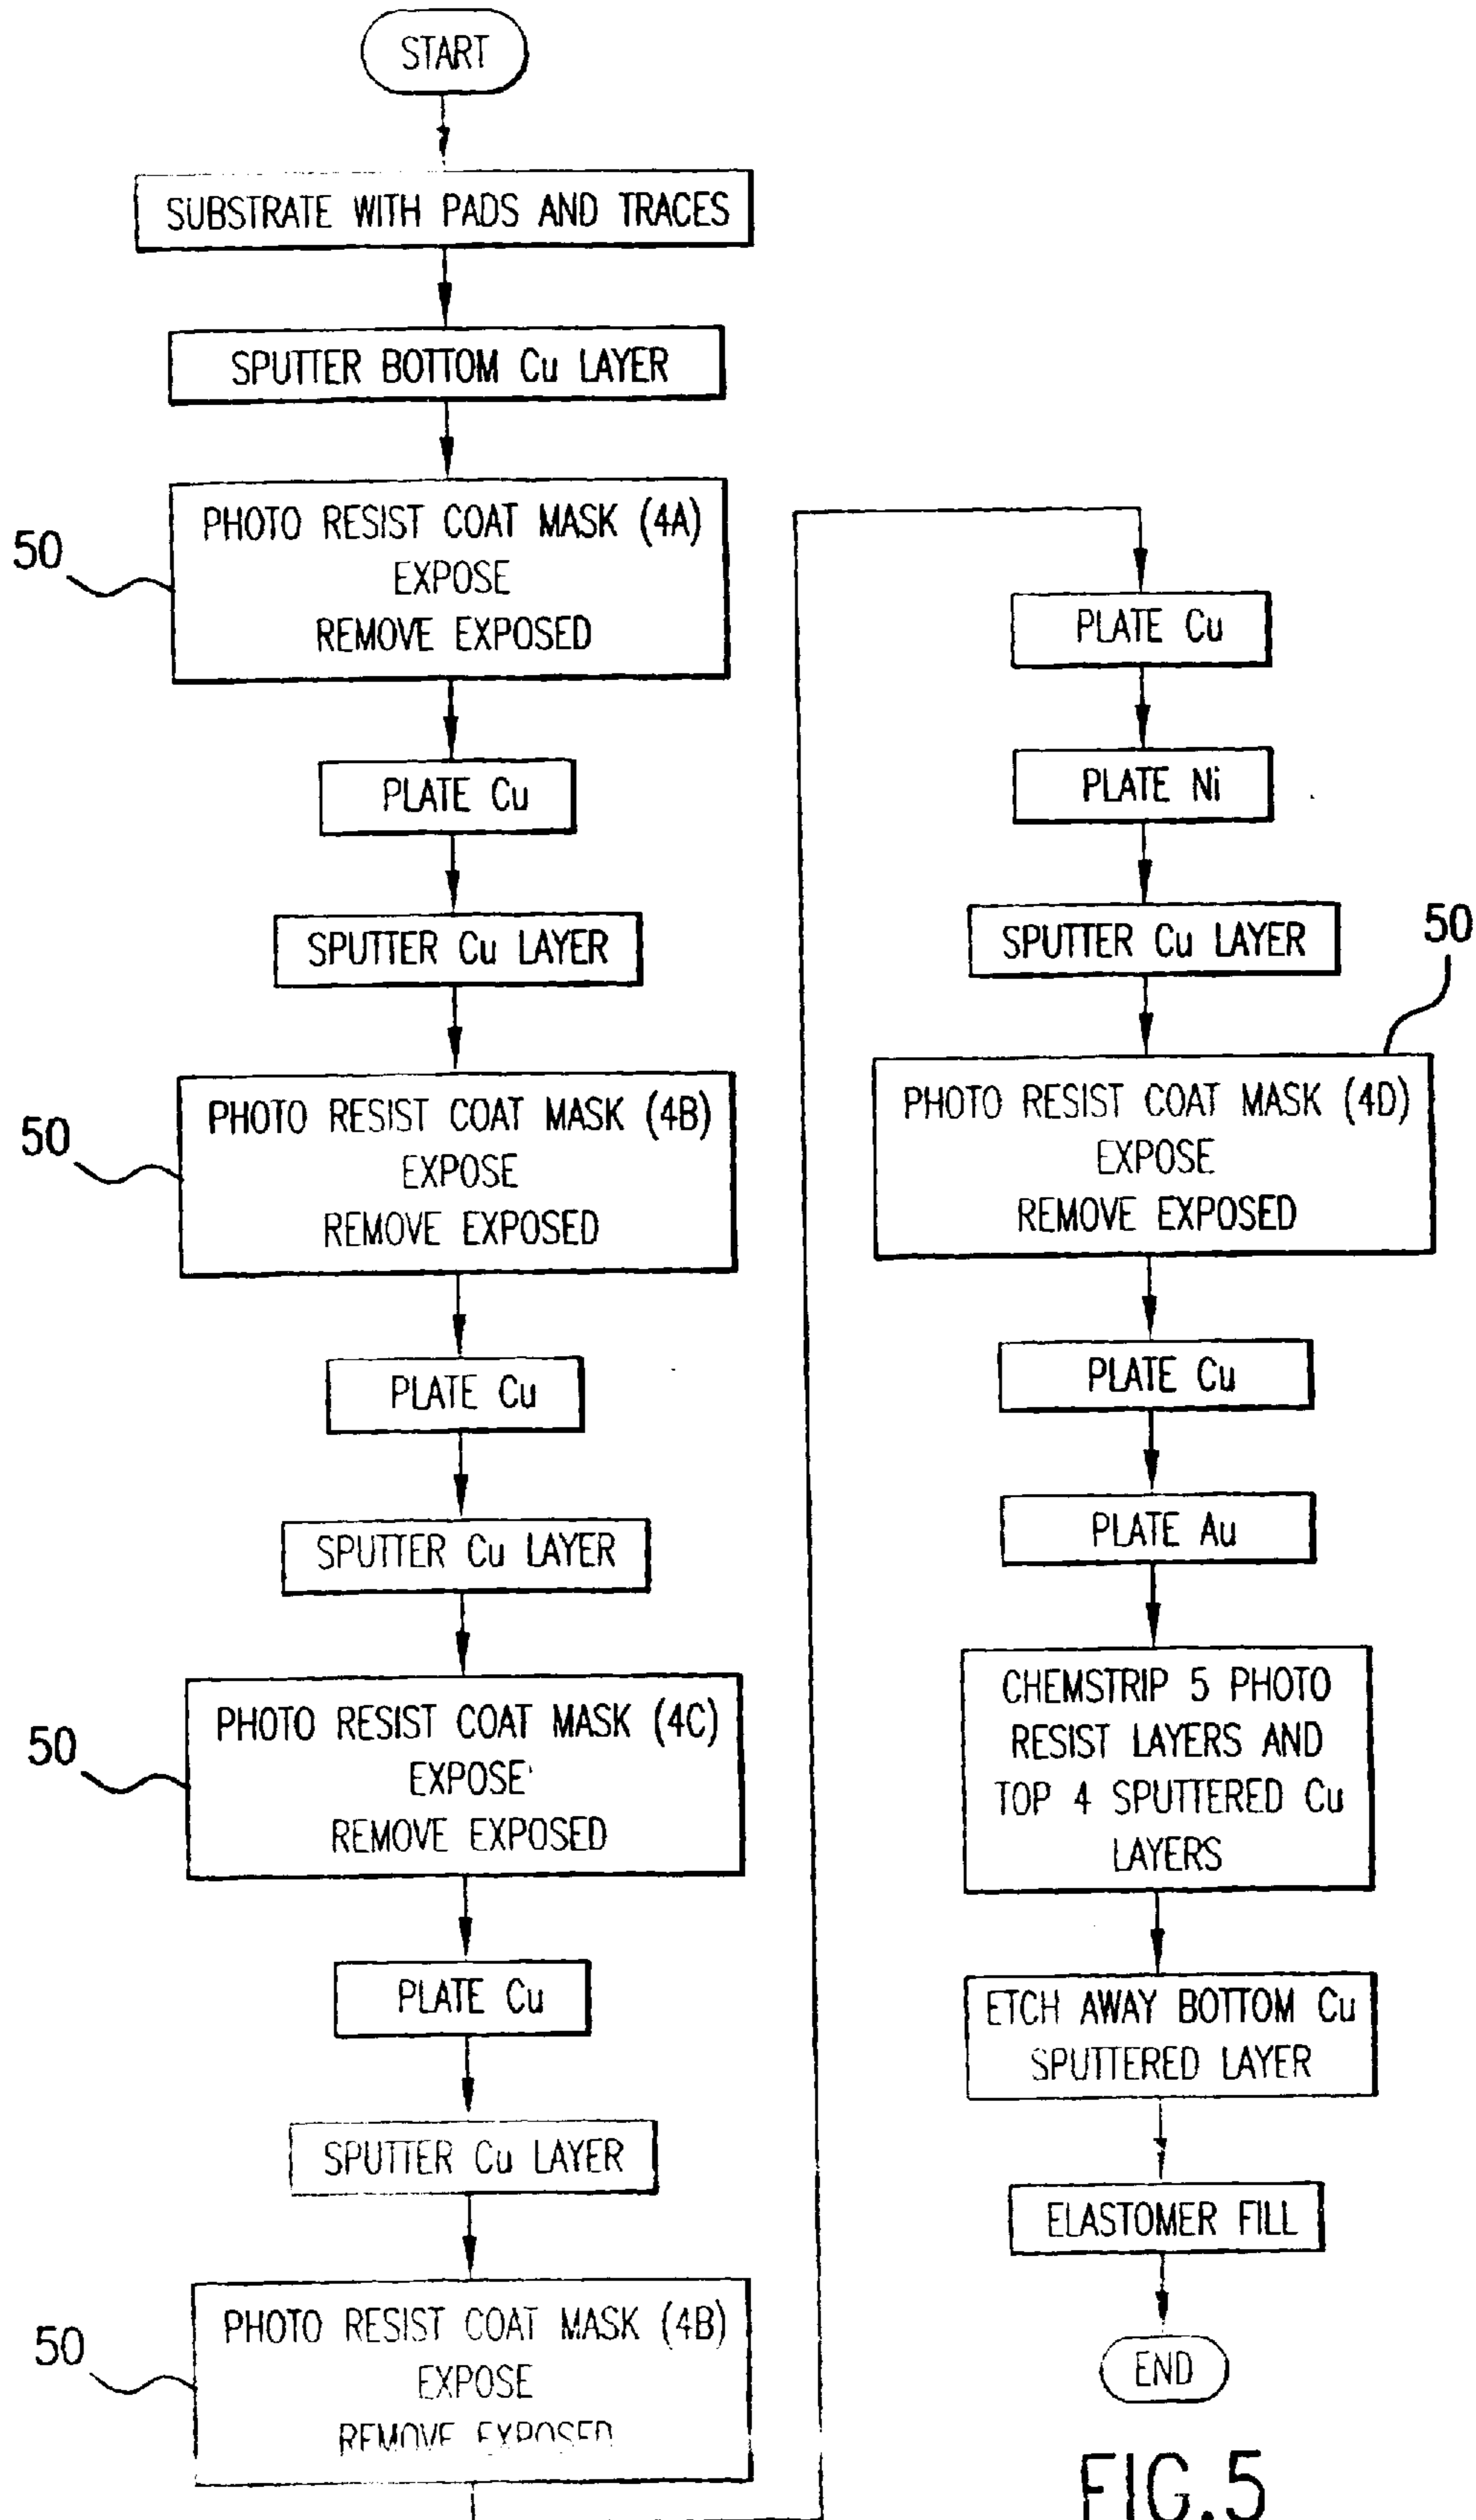 START
SUBSTRATE WITH PADS AND TRACES
SPUTTER BOTTOM Cu LAYER
50
PHOTO RESIST COAT MASK (4A)
EXPOSE
REMOVE EXPOSED
PLATE Cu
SPUTTER Cu LAYER
50
PHOTO RESIST COAT MASK (4B)
EXPOSE
REMOVE EXPOSED
PLATE Cu
SPUTTER Cu LAYER
50
PHOTO RESIST COAT MASK (4C)
EXPOSE
REMOVE EXPOSED
PLATE Cu
SPUTTER Cu LAYER
50
PHOTO RESIST COAT MASK (4B)
EXPOSE
REMOVE EXPOSED
PLATE Cu
PLATE Ni
SPUTTER Cu LAYER
50
PHOTO RESIST COAT MASK (4D)
EXPOSE
REMOVE EXPOSED
PLATE Cu
PLATE Au
CHEMSTRIP 5 PHOTO
RESIST LAYERS AND
TOP 4 SPUTTERED Cu
LAYERS
ETCH AWAY BOTTOM Cu
SPUTTERED LAYER
ELASTOMER FILL
END
FIG.5